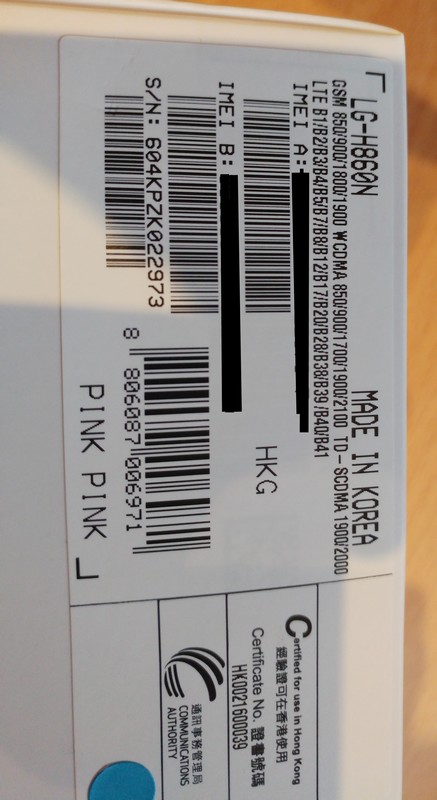 LG-H860N MADE IN KOREA
GSM 850/900/1800/1900 WCDMA 850/900/1700/1900/2100 TD-SCDMA 1900/2000
LTE B1/B2/B3/B4/B5/B7/B8/B12/B17/B20/B28/B38/B39/B40/B41
IMEI A:
HKG
IMEI B:
S/N: 604KPZK022973
8 806087 006971
PINK PINK
Certified for use in Hong Kong
經驗證可在香港使用
Certificate No. 證書號碼
HK0021600039
通訊事務管理局
COMMUNICATIONS
AUTHORITY